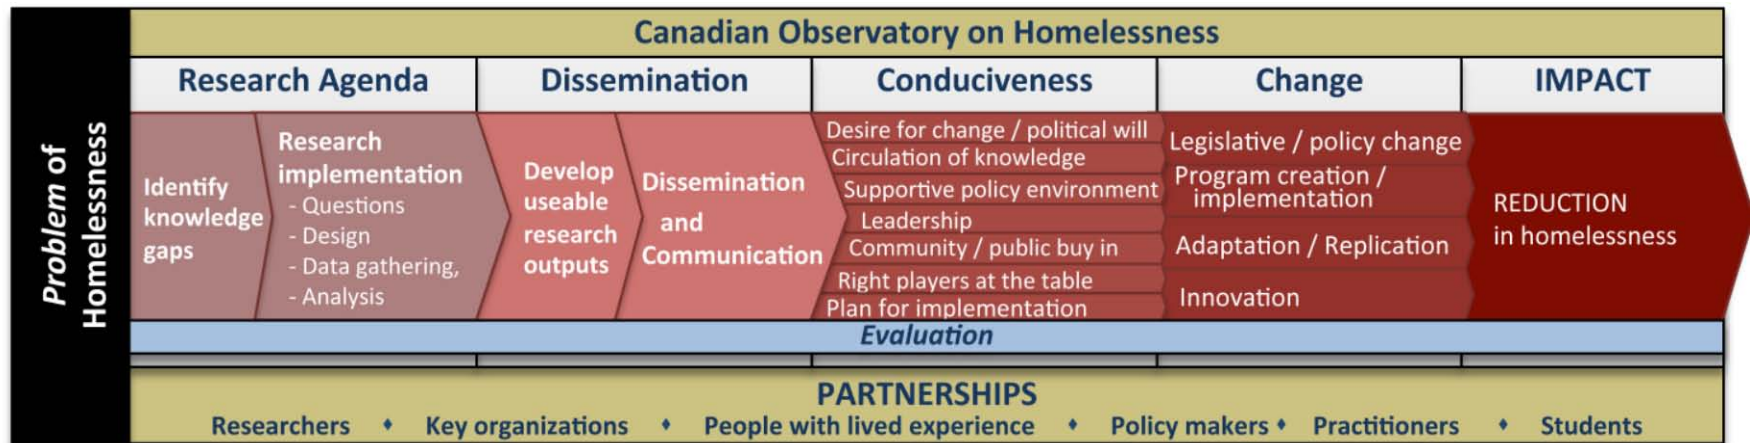 Problem of
Homelessness
Canadian Observatory on Homelessness
Research Agenda
Dissemination
Conduciveness
Change
IMPACT
Identify
knowledge
gaps
Research
implementation
- Questions
- Design
- Data gathering,
- Analysis
Develop
useable
research
outputs
Dissemination
and
Communication
Desire for change / political will
Circulation of knowledge
Supportive policy environment
Leadership
Community / public buy in
Right players at the table
Plan for implementation
Legislative / policy change
Program creation /
implementation
Adaptation / Replication
Innovation
REDUCTION
in homelessness
Evaluation
PARTNERSHIPS
Researchers ♦ Key organizations ♦ People with lived experience ♦ Policy makers ♦ Practitioners ♦ Students